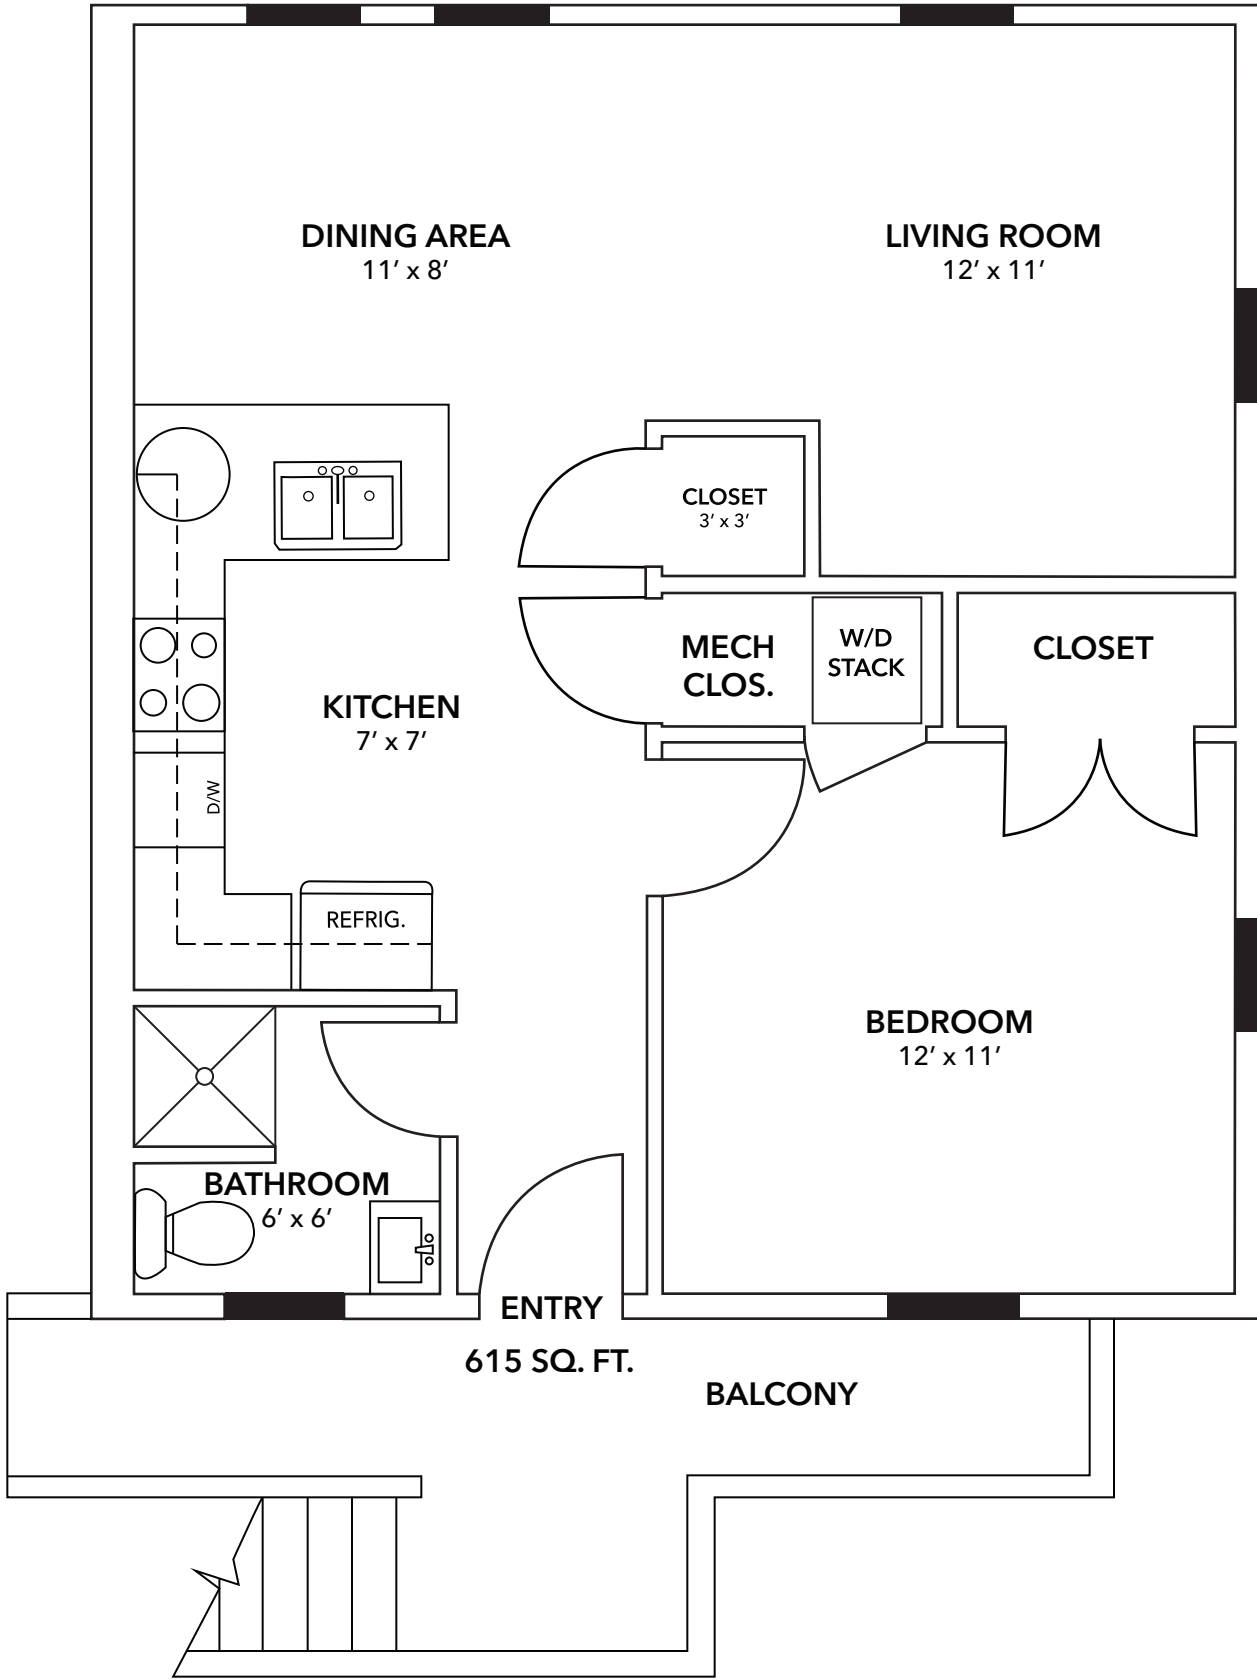 DINING AREA
11’ x 8’
LIVING ROOM
12’ x 11’
CLOSET
3’ x 3’
MECH
CLOS.
W/D
STACK
CLOSET
KITCHEN
7’ x 7’
D/W
REFRIG.
BEDROOM
12’ x 11’
BATHROOM
6’ x 6’
ENTRY
615 SQ. FT.
BALCONY